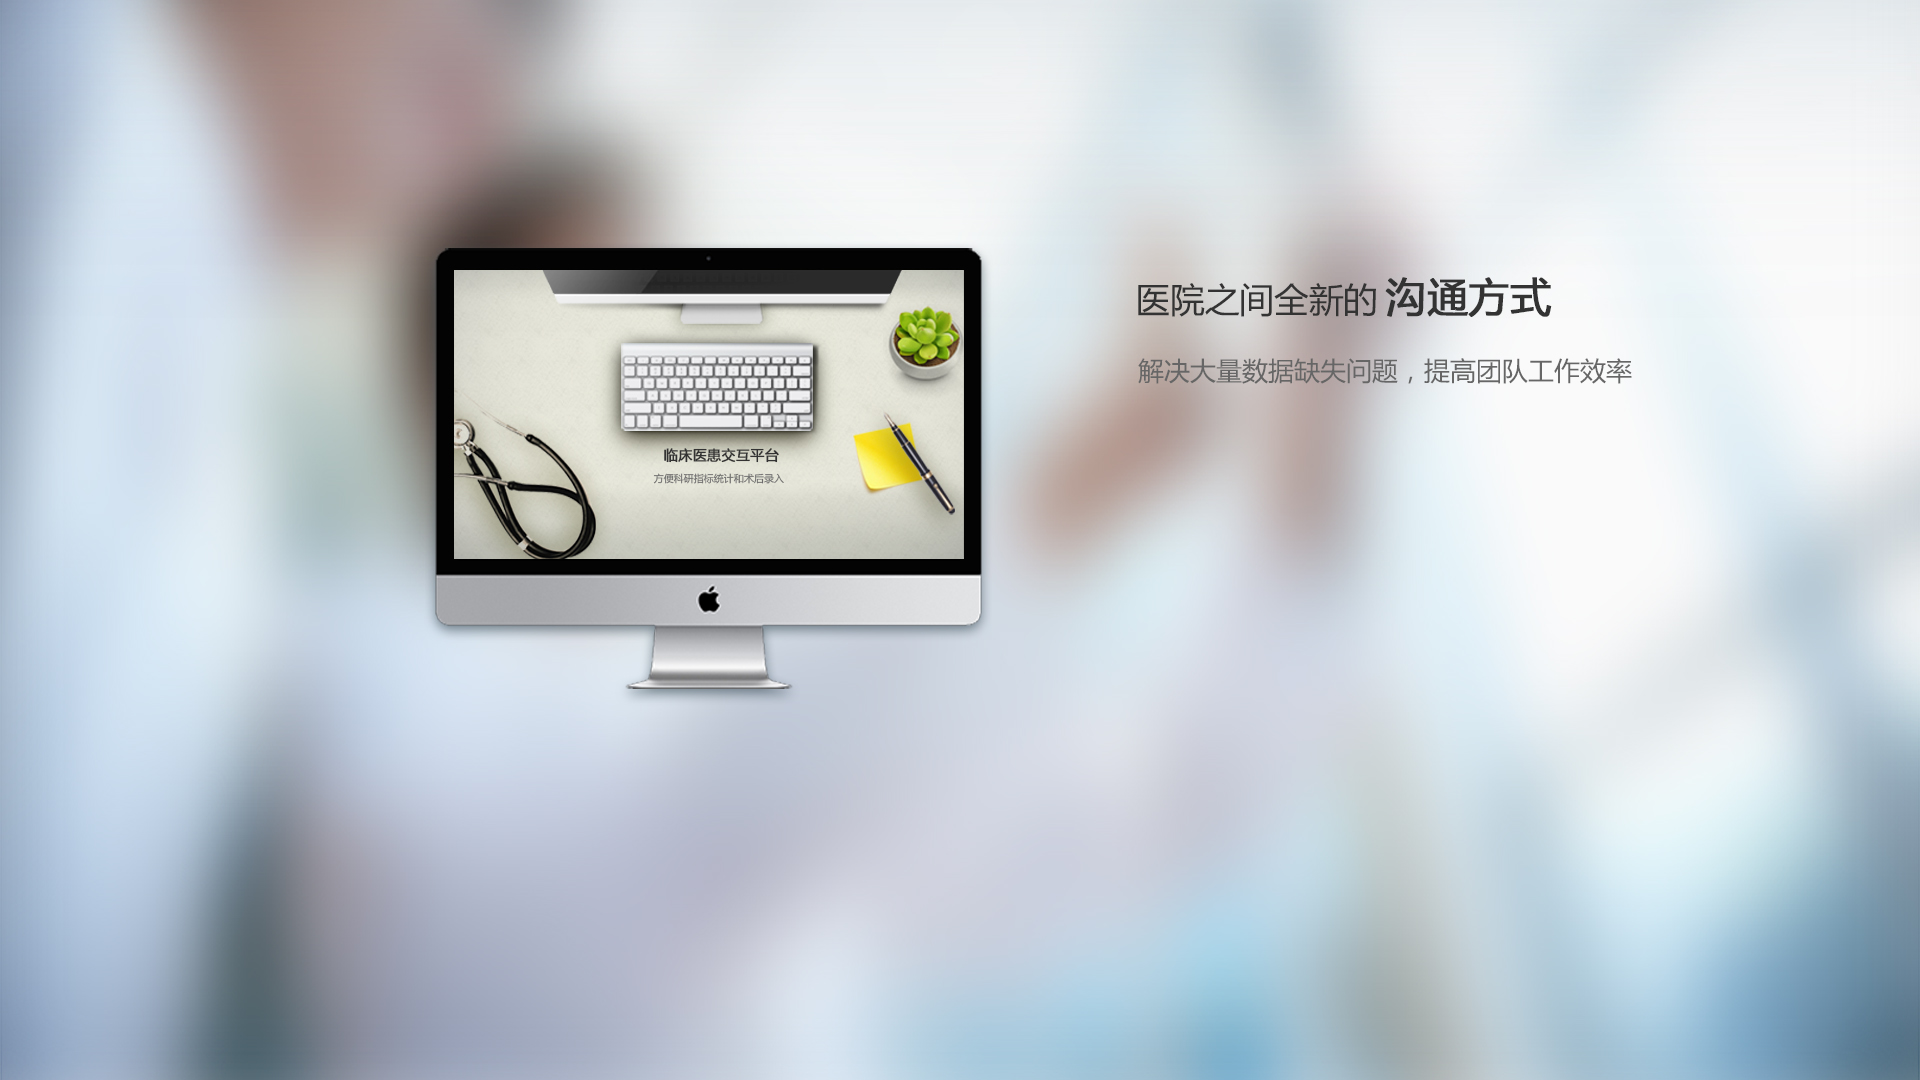 医院之间全新的 沟通方式
解决大量数据缺失问题，提高团队工作效率
临床医患交互平台
方便科研指标统计和术后录入